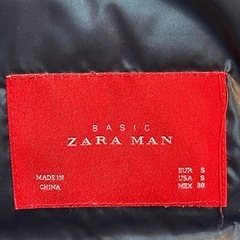 BASIC
ZARA MAN
MADE IN
CHINA
EUR S
USA S
MEX 38